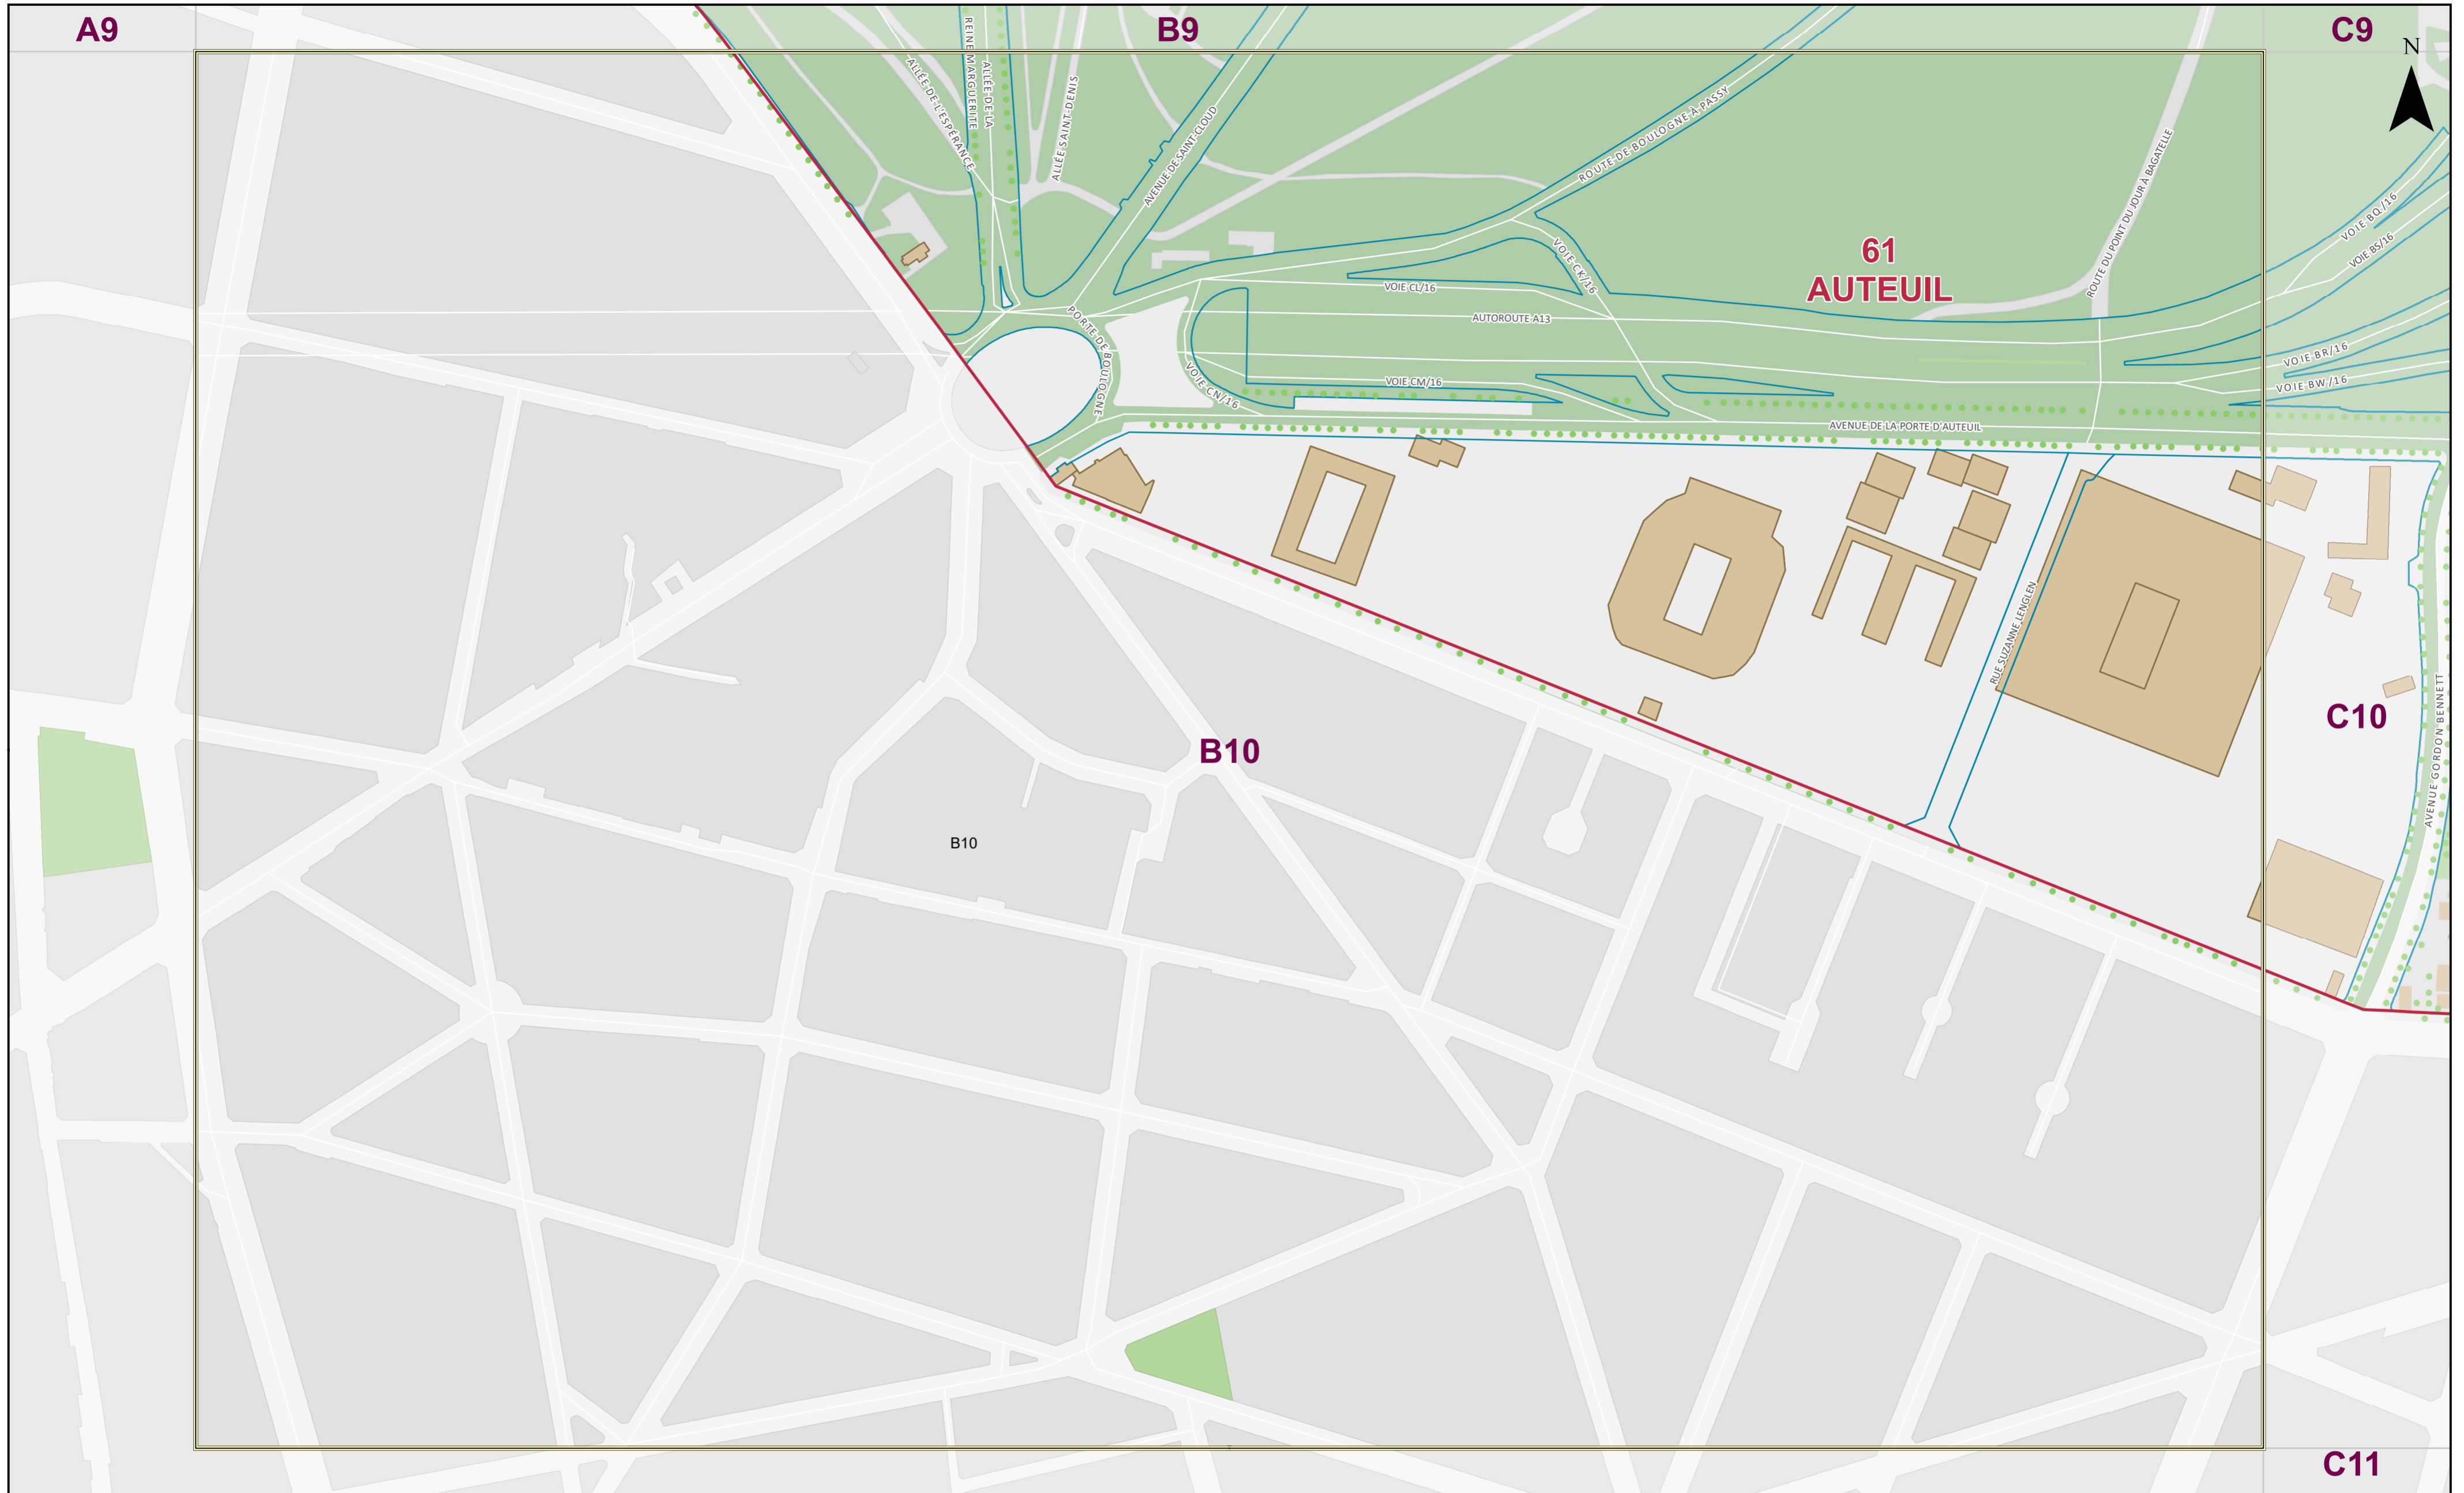 A9
B9
C9
N
REINE MARGUERITE
ALLÉE DE LA
ALLÉE DE L'ESPÉRANCE
ALLÉE SAINT-DENIS
AVENUE DE SAINT-CLOUD
ROUTE DE BOULOGNE À PASSY
ROUTE DU POINT DU JOUR À BAGATELLE
VOIE BQ/16
VOIE BS/16
61
AUTEUIL
VOIE CK/16
VOIE CL/16
AUTOROUTE A13
PORTE DE BOULOGNE
VOIE BR/16
VOIE CN/16
VOIE CM/16
VOIE BW/16
AVENUE DE LA PORTE D'AUTEUIL
RUE SUZANNE LENGLEN
AVENUE GORDON BENNETT
C10
B10
B10
C11